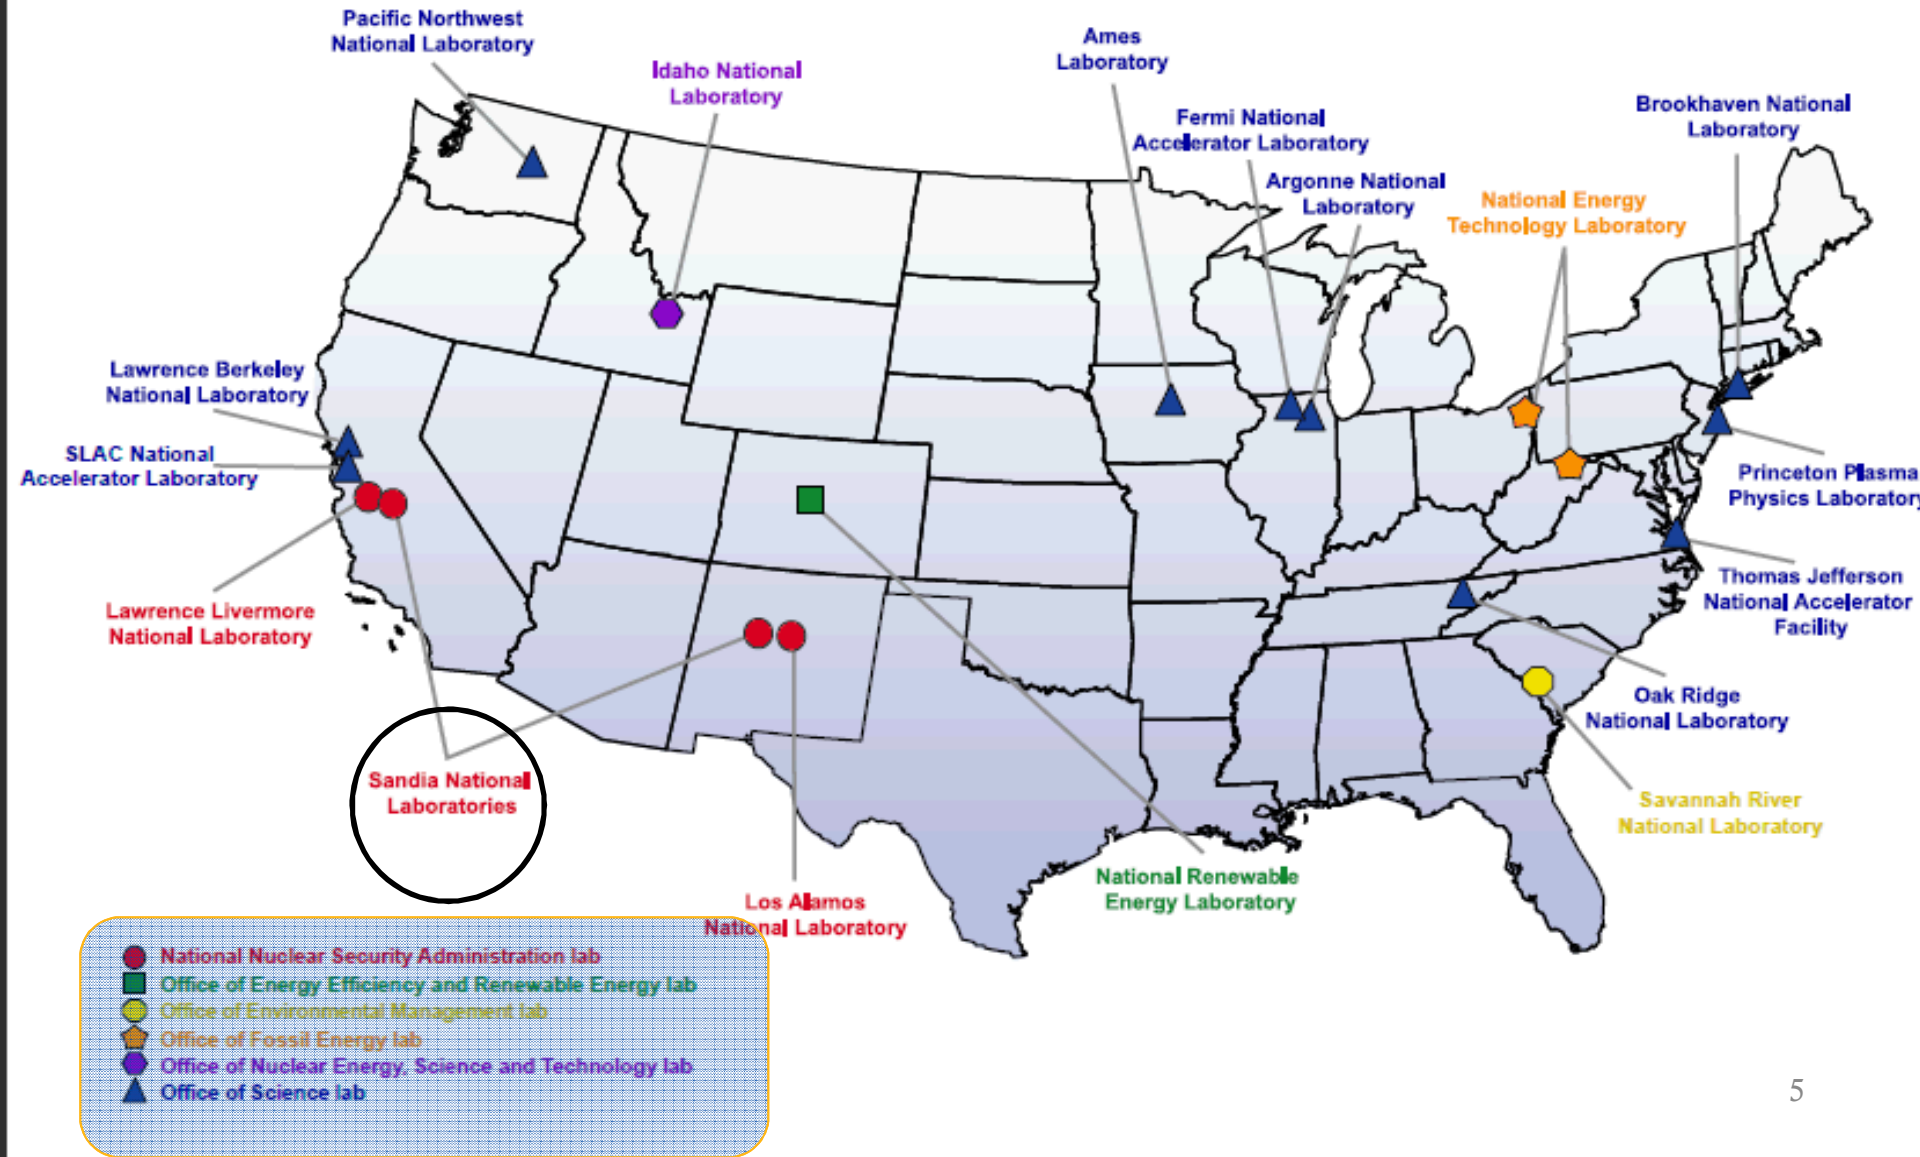 Pacific Northwest
National Laboratory
Idaho National
Laboratory
Ames
Laboratory
Fermi National
Accelerator Laboratory
Argonne National
Laboratory
National Energy
Technology Laboratory
Brookhaven National
Laboratory
Lawrence Berkeley
National Laboratory
SLAC National
Accelerator Laboratory
Lawrence Livermore
National Laboratory
Sandia National
Laboratories
Los Alamos
National Laboratory
National Renewable
Energy Laboratory
Princeton Plasma
Physics Laboratory
Thomas Jefferson
National Accelerator
Facility
Oak Ridge
National Laboratory
Savannah River
National Laboratory
National Nuclear Security Administration lab
Office of Energy Efficiency and Renewable Energy lab
Office of Environmental Management lab
Office of Fossil Energy lab
Office of Nuclear Energy, Science and Technology lab
Office of Science lab
5